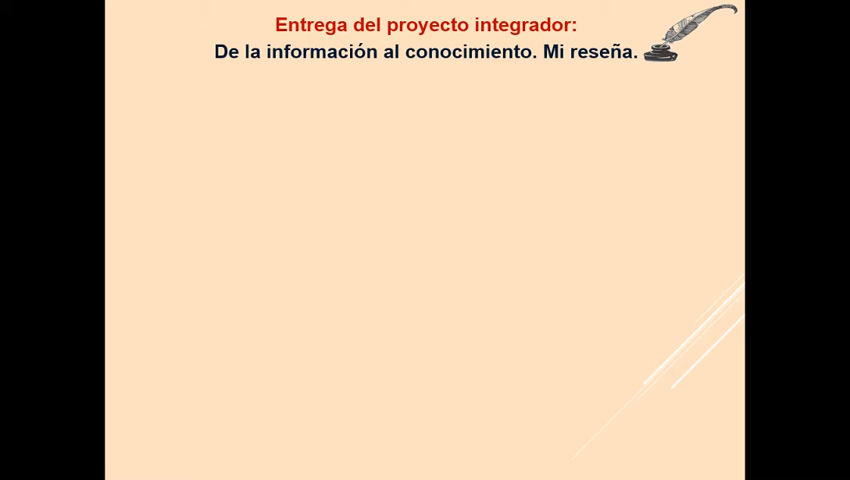 Entrega del proyecto integrador:
De la información al conocimiento. Mi reseña.